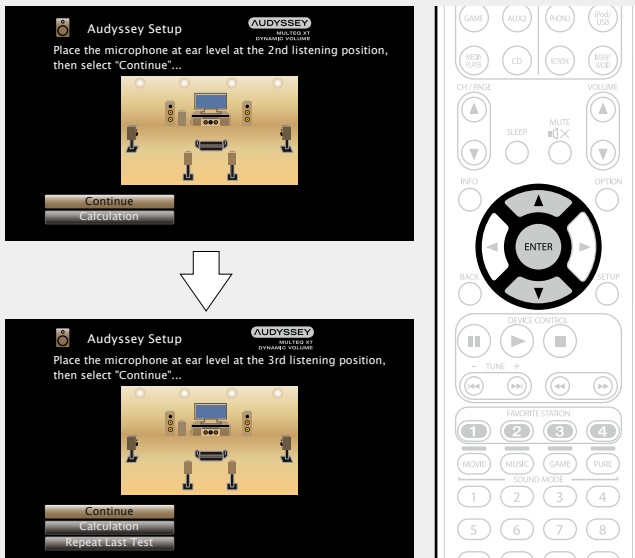 Audyssey Setup
AUDYSSEY
MULTEQ XT
DYNAMIC VOLUME
Place the microphone at ear level at the 2nd listening position,
then select "Continue"...
Continue
Calculation
Audyssey Setup
AUDYSSEY
MULTEQ XT
DYNAMIC VOLUME
Place the microphone at ear level at the 3rd listening position,
then select "Continue"...
Continue
Calculation
Repeat Last Test
GAME AUX2 PHONO iPod/
USB
MEDIA
PLAYER CD NETWORK INTERNET
RADIO
CH / PAGE VOLUME
MUTE
SLEEP
INFO OPTION
ENTER
BACK SETUP
DEVICE CONTROL
- TUNE +
FAVORITE STATION
1 2 3 4
MOVIE MUSIC GAME PURE
SOUND MODE
1 2 3 4
5 6 7 8